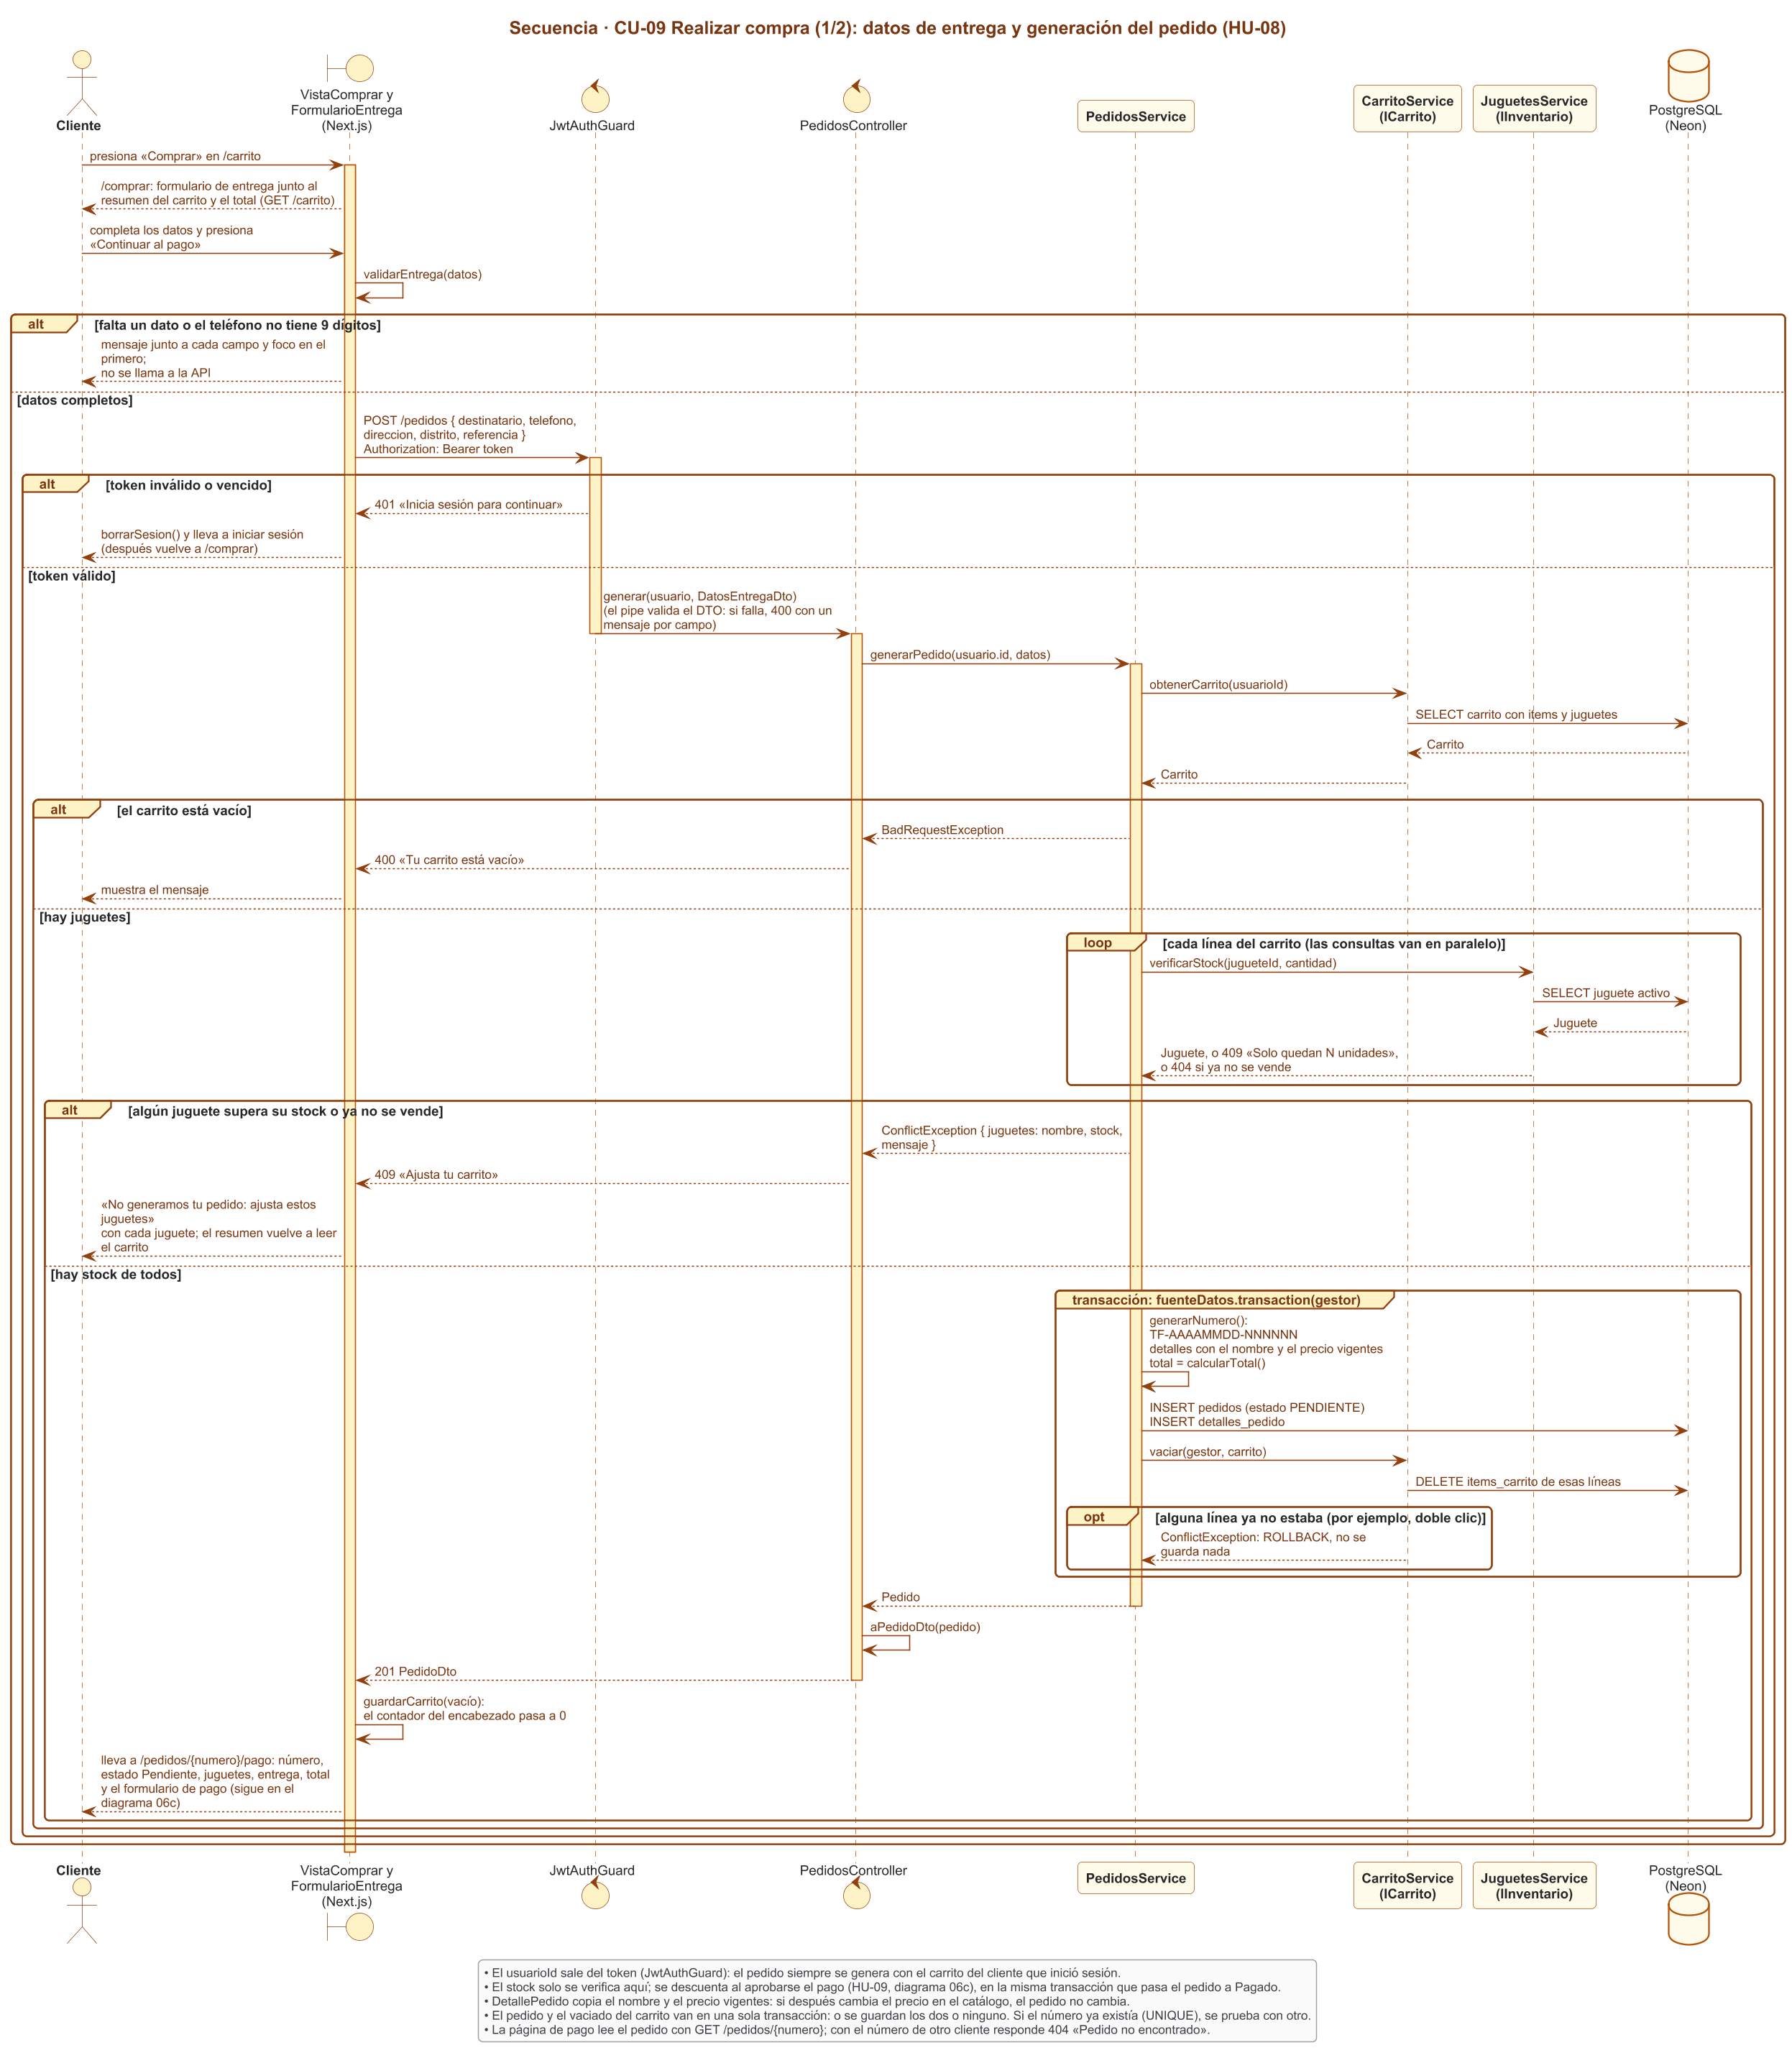 Secuencia · CU-09 Realizar compra (1/2): datos de entrega y generación del pedido (HU-08)
Cliente
VistaComprar y
FormularioEntrega
(Next.js)
JwtAuthGuard
PedidosController
PedidosService
CarritoService
(ICarrito)
JuguetesService
(IInventario)
PostgreSQL
(Neon)
presiona «Comprar» en /carrito
/comprar: formulario de entrega junto al
resumen del carrito y el total (GET /carrito)
completa los datos y presiona
«Continuar al pago»
validarEntrega(datos)
alt
[falta un dato o el teléfono no tiene 9 dígitos]
mensaje junto a cada campo y foco en el
primero;
no se llama a la API
[datos completos]
POST /pedidos { destinatario, telefono,
direccion, distrito, referencia }
Authorization: Bearer token
alt
[token inválido o vencido]
401 «Inicia sesión para continuar»
borrarSesion() y lleva a iniciar sesión
(después vuelve a /comprar)
[token válido]
generar(usuario, DatosEntregaDto)
(el pipe valida el DTO: si falla, 400 con un
mensaje por campo)
generarPedido(usuario.id, datos)
obtenerCarrito(usuarioId)
SELECT carrito con items y juguetes
Carrito
Carrito
alt
[el carrito está vacío]
BadRequestException
400 «Tu carrito está vacío»
muestra el mensaje
[hay juguetes]
loop
[cada línea del carrito (las consultas van en paralelo)]
verificarStock(jugueteId, cantidad)
SELECT juguete activo
Juguete
Juguete, o 409 «Solo quedan N unidades»,
o 404 si ya no se vende
alt
[algún juguete supera su stock o ya no se vende]
ConflictException { juguetes: nombre, stock,
mensaje }
409 «Ajusta tu carrito»
«No generamos tu pedido: ajusta estos
juguetes»
con cada juguete; el resumen vuelve a leer
el carrito
[hay stock de todos]
transacción: fuenteDatos.transaction(gestor)
generarNumero():
TF-AAAAMMDD-NNNNNN
detalles con el nombre y el precio vigentes
total = calcularTotal()
INSERT pedidos (estado PENDIENTE)
INSERT detalles_pedido
vaciar(gestor, carrito)
DELETE items_carrito de esas líneas
opt
[alguna línea ya no estaba (por ejemplo, doble clic)]
ConflictException: ROLLBACK, no se
guarda nada
Pedido
aPedidoDto(pedido)
201 PedidoDto
guardarCarrito(vacío):
el contador del encabezado pasa a 0
lleva a /pedidos/{numero}/pago: número,
estado Pendiente, juguetes, entrega, total
y el formulario de pago (sigue en el
diagrama 06c)
Cliente
VistaComprar y
FormularioEntrega
(Next.js)
JwtAuthGuard
PedidosController
PedidosService
CarritoService
(ICarrito)
JuguetesService
(IInventario)
PostgreSQL
(Neon)
• El usuarioId sale del token (JwtAuthGuard): el pedido siempre se genera con el carrito del cliente que inició sesión.
• El stock solo se verifica aquí; se descuenta al aprobarse el pago (HU-09, diagrama 06c), en la misma transacción que pasa el pedido a Pagado.
• DetallePedido copia el nombre y el precio vigentes: si después cambia el precio en el catálogo, el pedido no cambia.
• El pedido y el vaciado del carrito van en una sola transacción: o se guardan los dos o ninguno. Si el número ya existía (UNIQUE), se prueba con otro.
• La página de pago lee el pedido con GET /pedidos/{numero}; con el número de otro cliente responde 404 «Pedido no encontrado».